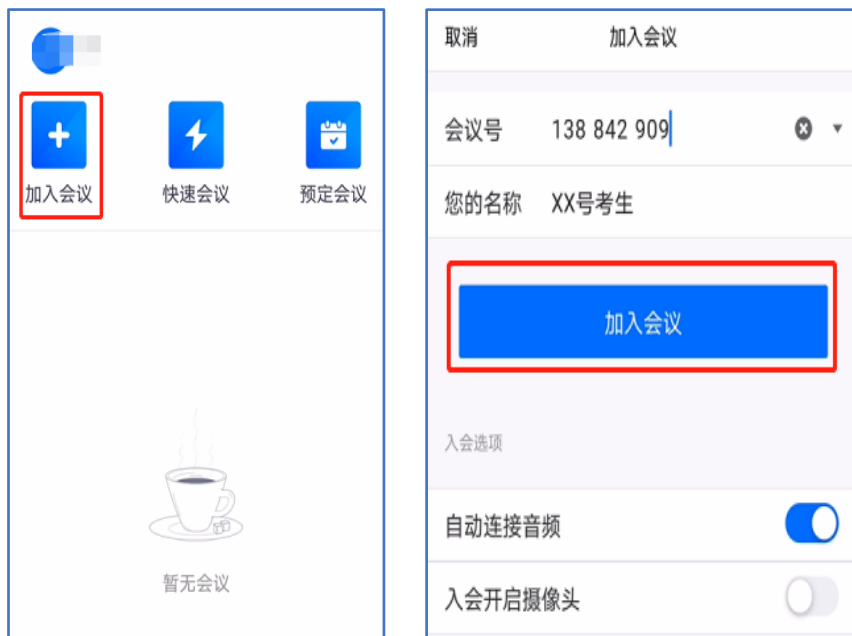 加入会议
快速会议
预定会议
暂无会议
取消
加入会议
会议号 138 842 909
您的名称 XX号考生
加入会议
入会选项
自动连接音频
入会开启摄像头